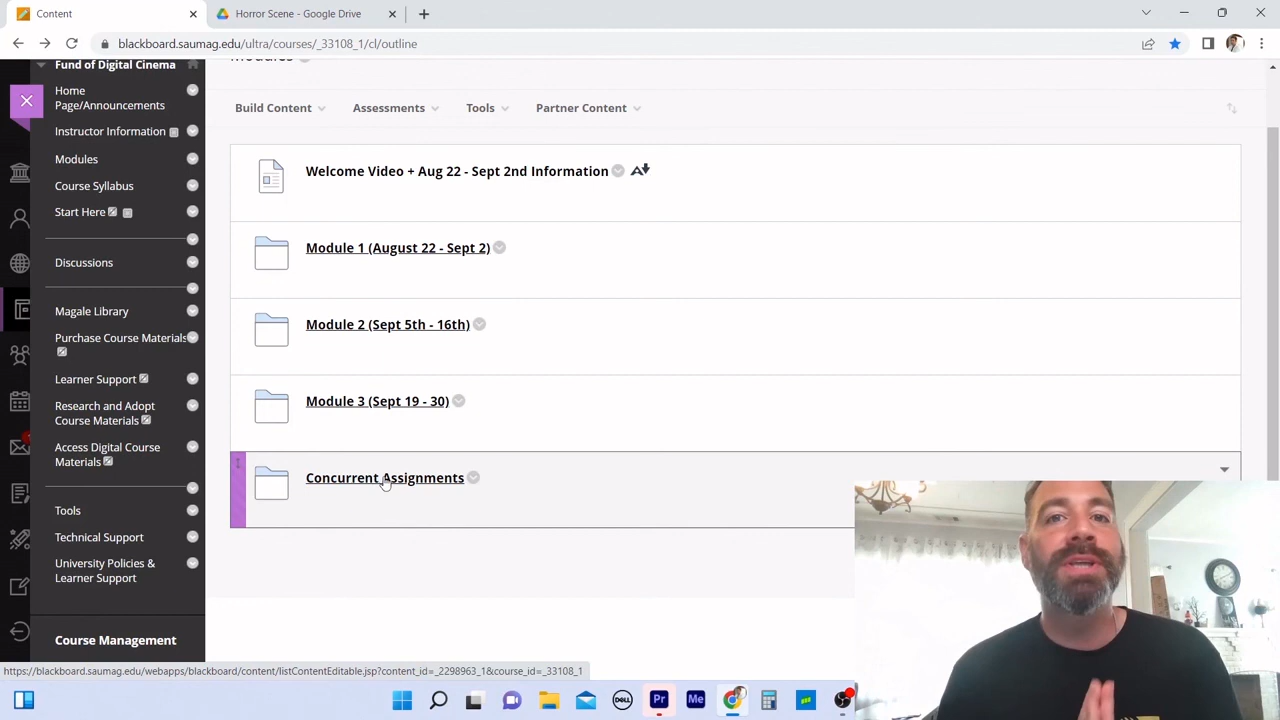 Content
Horror Scene - Google Drive
blackboard.saumag.edu/ultra/courses/_33108_1/cl/outline
Fund of Digital Cinema
Home
Page/Announcements
Instructor Information
Modules
Course Syllabus
Start Here
Discussions
Magale Library
Purchase Course Materials
Learner Support
Research and Adopt
Course Materials
Access Digital Course
Materials
Tools
Technical Support
University Policies &
Learner Support
Course Management
Modules
Build Content
Assessments
Tools
Partner Content
Welcome Video + Aug 22 - Sept 2nd Information
Module 1 (August 22 - Sept 2)
Module 2 (Sept 5th - 16th)
Module 3 (Sept 19 - 30)
Concurrent Assignments
https://blackboard.saumag.edu/webapps/blackboard/content/listContentEditable.jsp?content_id=_2298963_1&course_id=_33108_1
DELL
Pr
Me